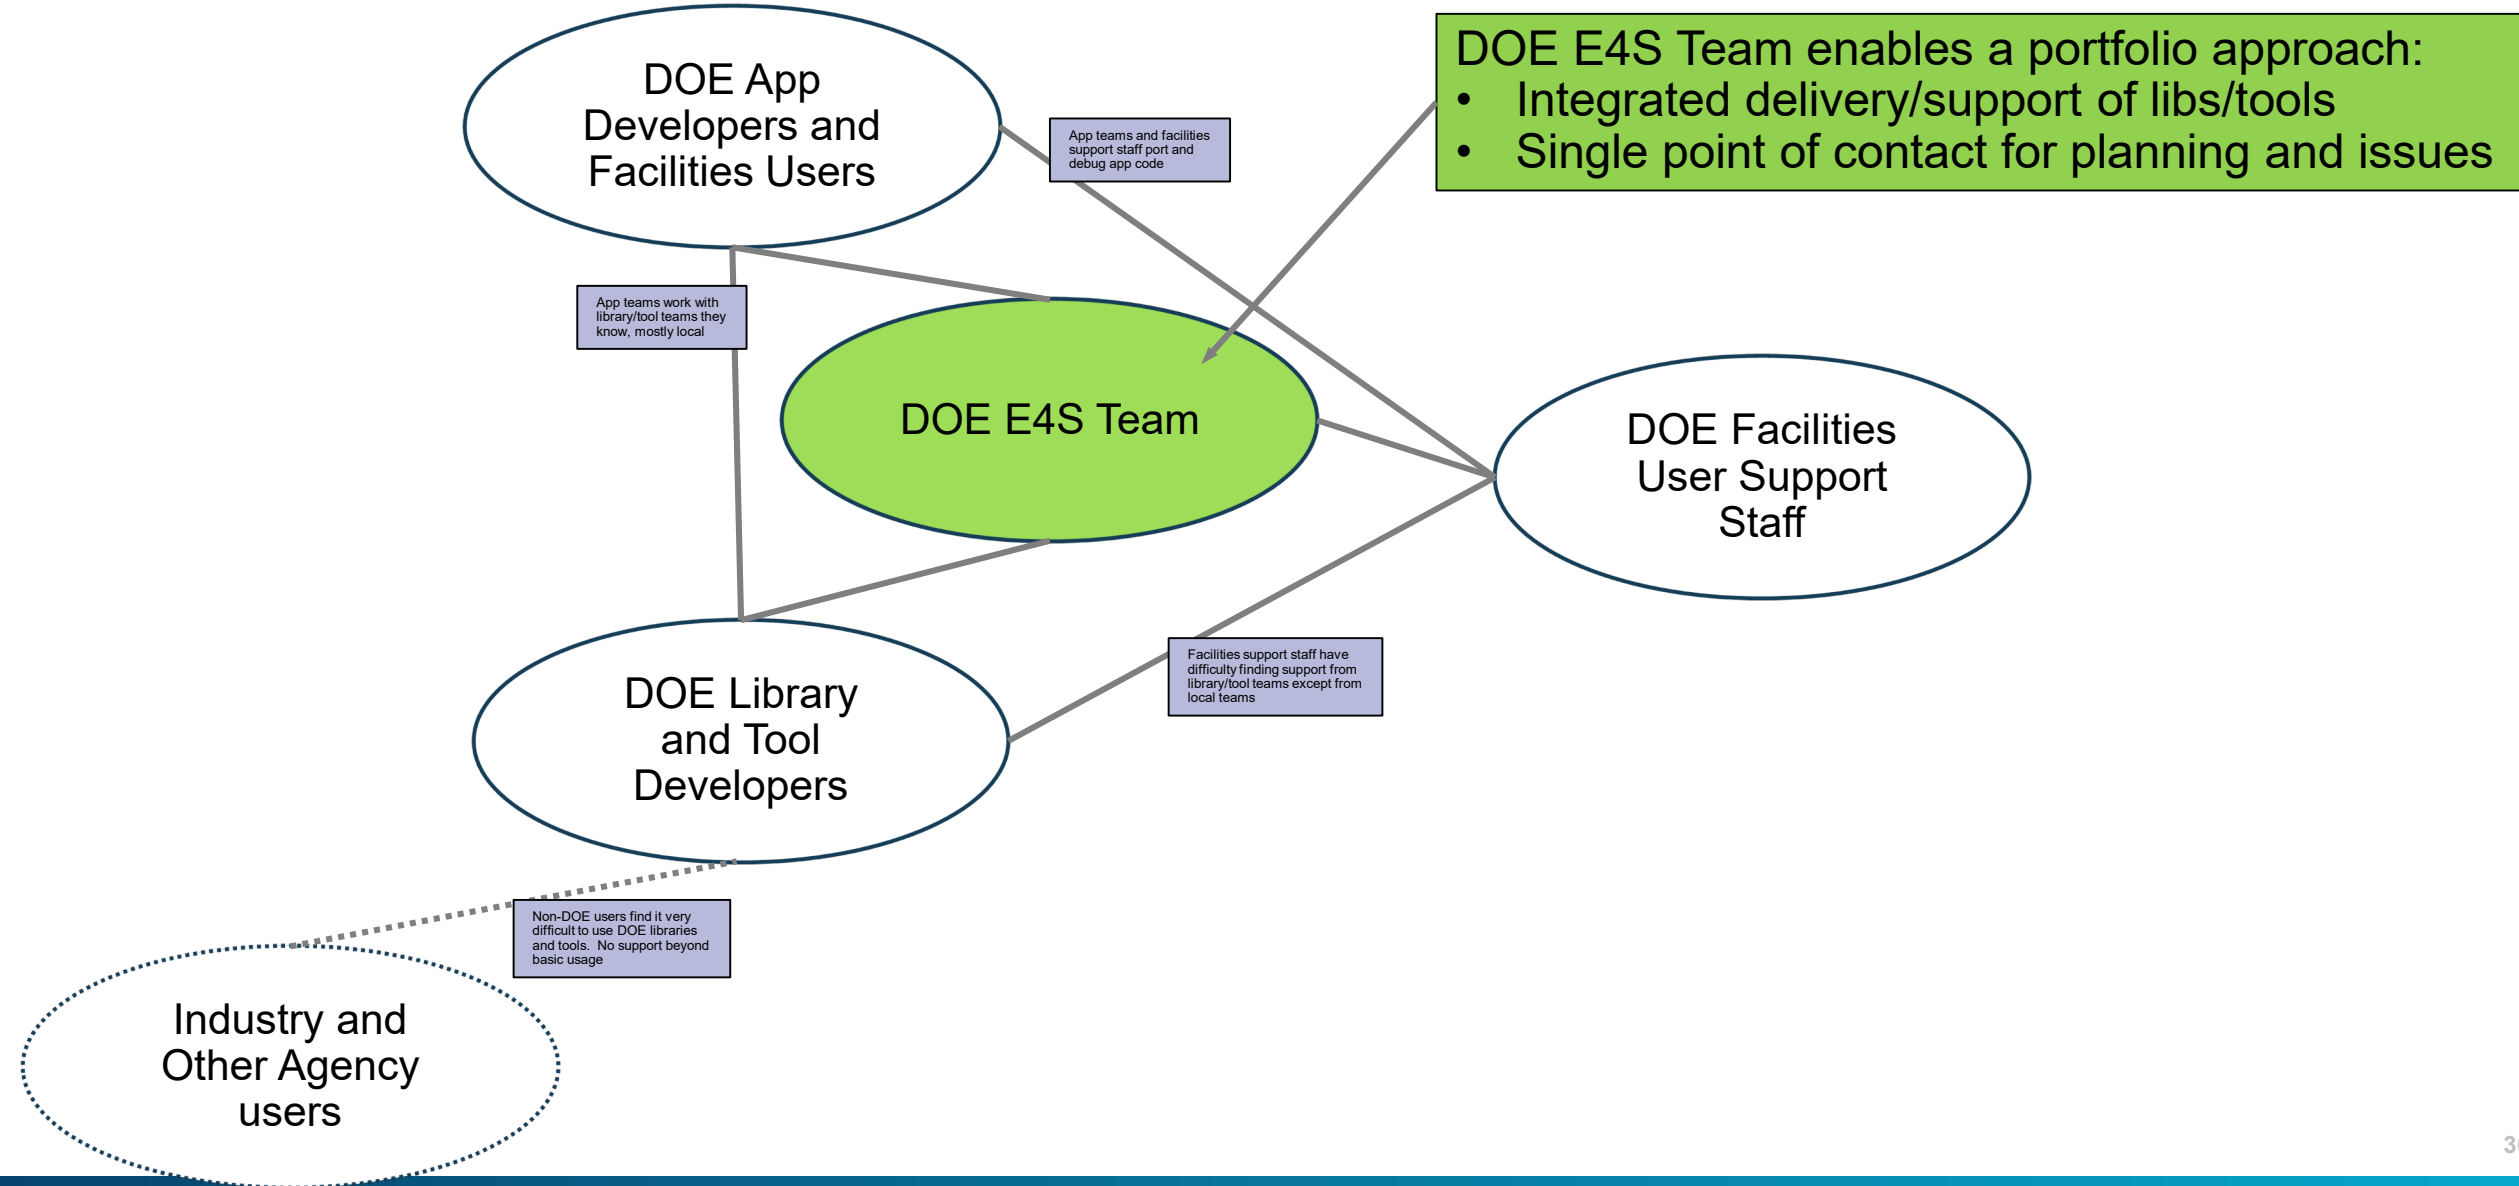 DOE App
Developers and
Facilities Users
App teams and facilities
support staff port and
debug app code
DOE E4S Team enables a portfolio approach:
• Integrated delivery/support of libs/tools
• Single point of contact for planning and issues
App teams work with
library/tool teams they
know, mostly local
DOE E4S Team
DOE Facilities
User Support
Staff
DOE Library
and Tool
Developers
Facilities support staff have
difficulty finding support from
library/tool teams except from
local teams
Non-DOE users find it very
difficult to use DOE libraries
and tools.  No support beyond
basic usage
Industry and
Other Agency
users